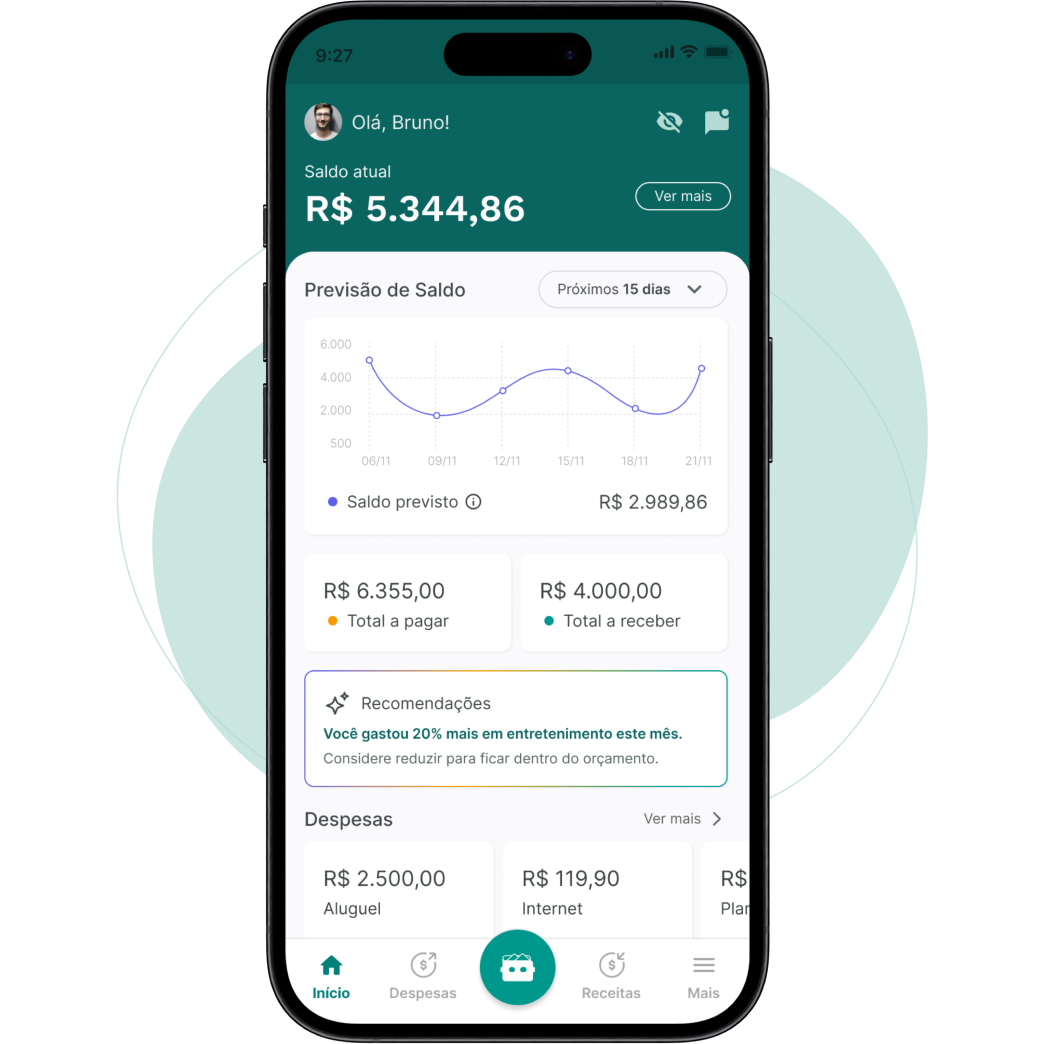 9:27
Olá, Bruno!
Saldo atual
R$ 5.344,86
Ver mais
Previsão de Saldo
Próximos 15 dias
6.000
4.000
2.000
500
06/11 09/11 12/11 15/11 18/11 21/11
Saldo previsto
R$ 2.989,86
R$ 6.355,00
Total a pagar
R$ 4.000,00
Total a receber
Recomendações
Você gastou 20% mais em entretenimento este mês.
Considere reduzir para ficar dentro do orçamento.
Despesas
Ver mais
R$ 2.500,00
Aluguel
R$ 119,90
Internet
R$
Plan
Início
Despesas
Receitas
Mais